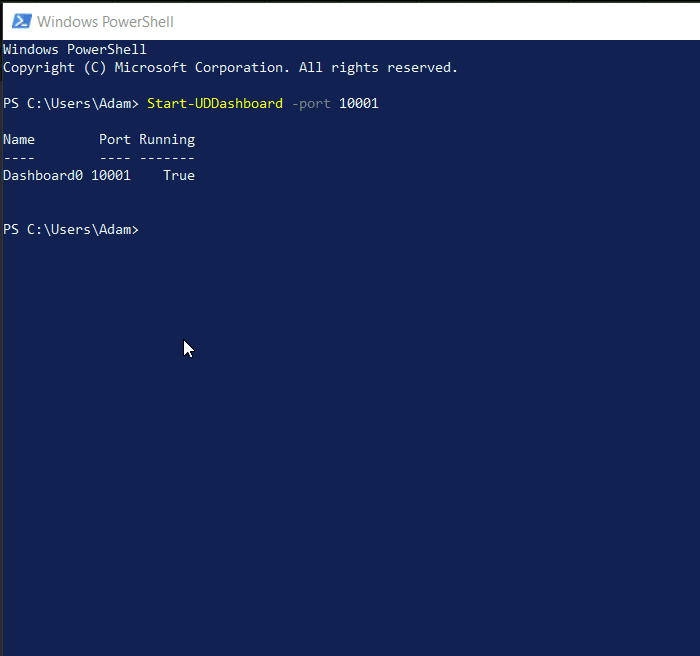 Windows PowerShell
Windows PowerShell
Copyright (C) Microsoft Corporation. All rights reserved.
PS C:\Users\Adam> Start-UDDashboard -port 10001
Name        Port Running
----        ---- -------
Dashboard0 10001    True
PS C:\Users\Adam>